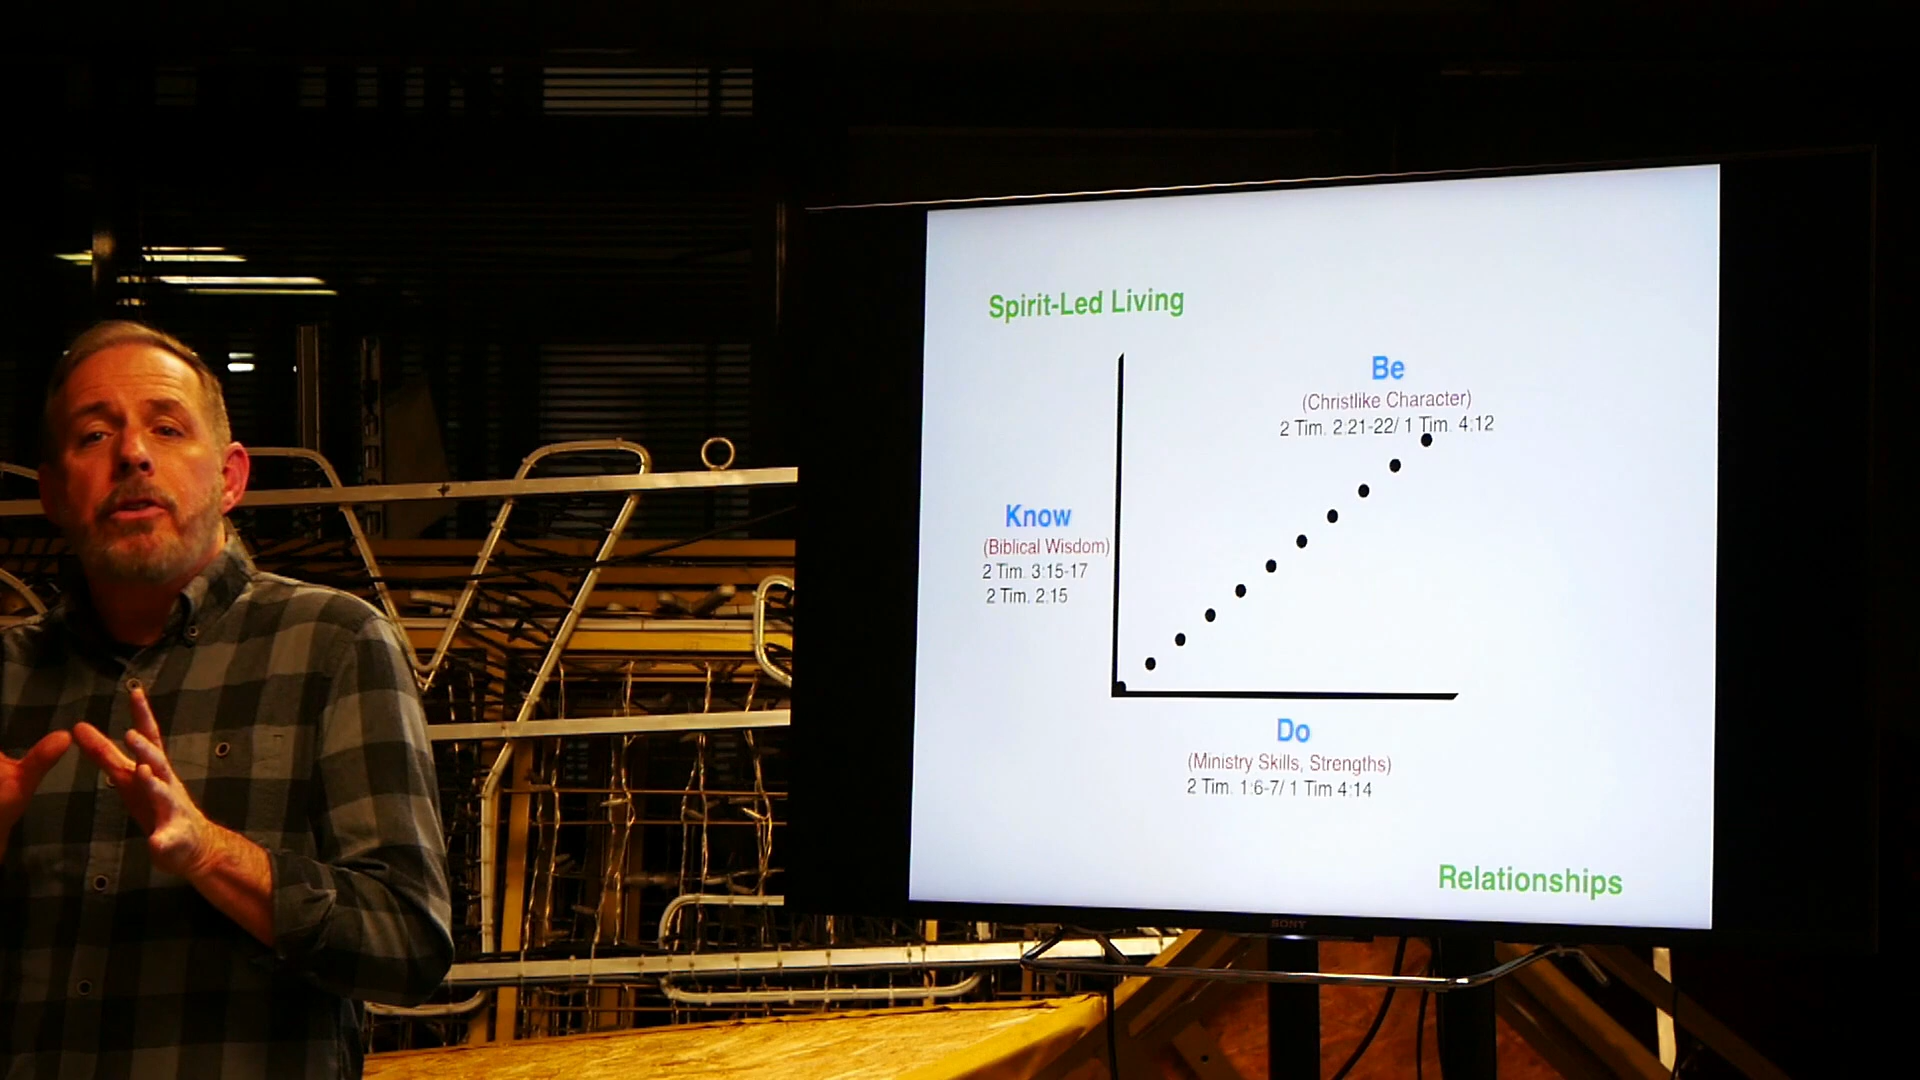 Spirit-Led Living
Be
(Christlike Character)
2 Tim. 2:21-22/ 1 Tim. 4:12
Know
(Biblical Wisdom)
2 Tim. 3:15-17
2 Tim. 2:15
Do
(Ministry Skills, Strengths)
2 Tim. 1:6-7/ 1 Tim 4:14
Relationships
SONY